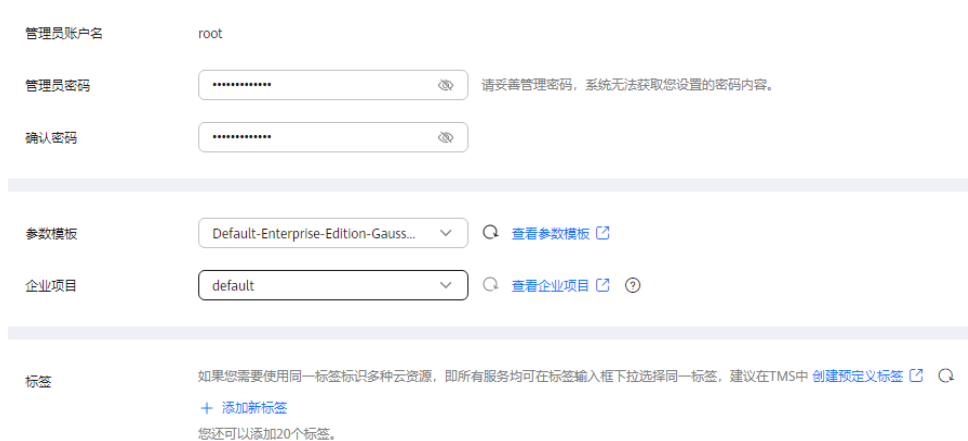 管理员账户名 root
管理员密码 ••••••••••••• 请妥善管理密码，系统无法获取您设置的密码内容。
确认密码 •••••••••••••
参数模板 Default-Enterprise-Edition-Gauss... 查看参数模板
企业项目 default 查看企业项目 ?
标签 如果您需要使用同一标签标识多种云资源，即所有服务均可在标签输入框下拉选择同一标签，建议在TMS中 创建预定义标签
+ 添加新标签
您还可以添加20个标签。